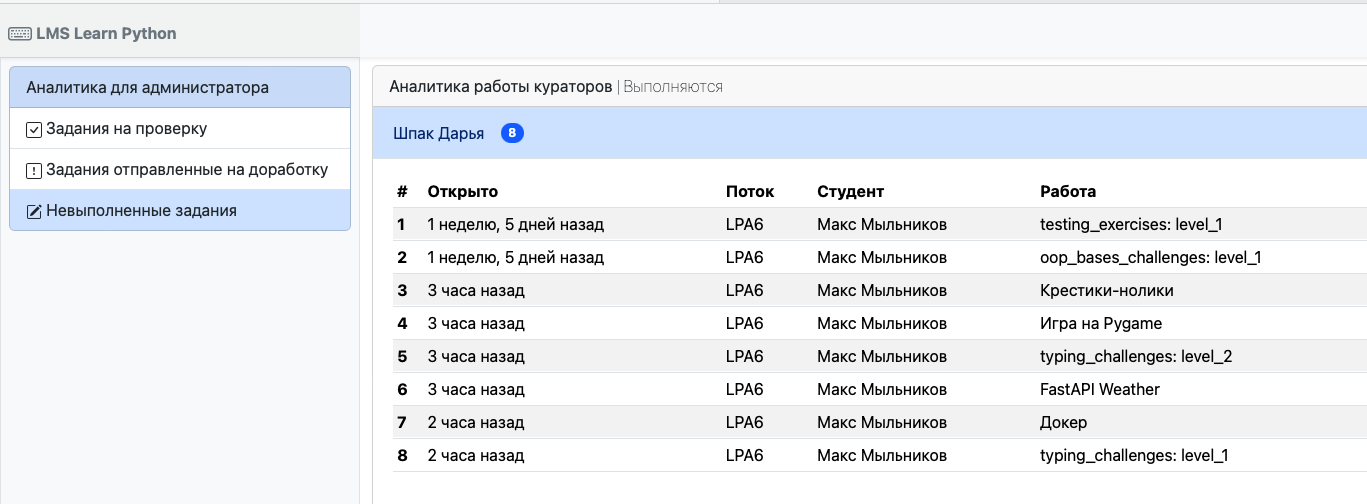 LMS Learn Python
Аналитика для администратора
Задания на проверку
Задания отправленные на доработку
Невыполненные задания
Аналитика работы кураторов | Выполняются
Шпак Дарья 8
# Открыто Поток Студент Работа
1 1 неделю, 5 дней назад LPA6 Макс Мыльников testing_exercises: level_1
2 1 неделю, 5 дней назад LPA6 Макс Мыльников oop_bases_challenges: level_1
3 3 часа назад LPA6 Макс Мыльников Крестики-нолики
4 3 часа назад LPA6 Макс Мыльников Игра на Pygame
5 3 часа назад LPA6 Макс Мыльников typing_challenges: level_2
6 3 часа назад LPA6 Макс Мыльников FastAPI Weather
7 2 часа назад LPA6 Макс Мыльников Докер
8 2 часа назад LPA6 Макс Мыльников typing_challenges: level_1